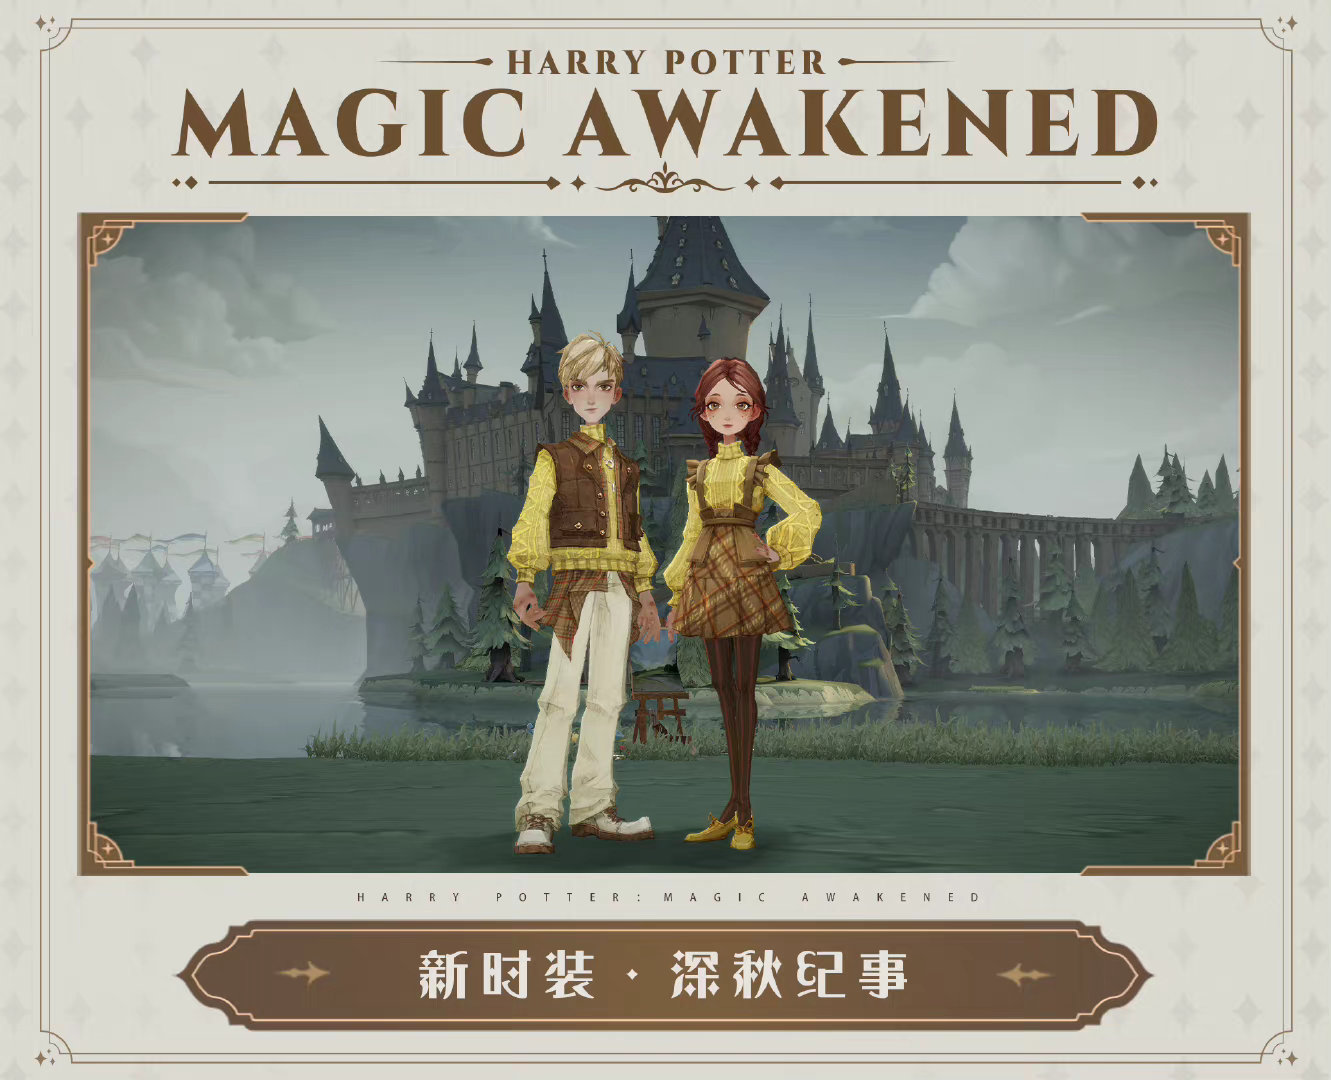 HARRY POTTER
MAGIC AWAKENED
HARRY POTTER: MAGIC AWAKENED
新时装·深秋纪事